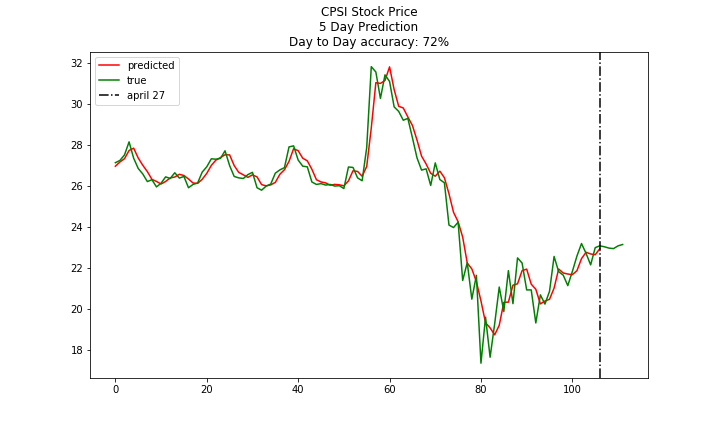 CPSI Stock Price
5 Day Prediction
Day to Day accuracy: 72%
predicted
true
april 27
32
30
28
26
24
22
20
18
0 20 40 60 80 100